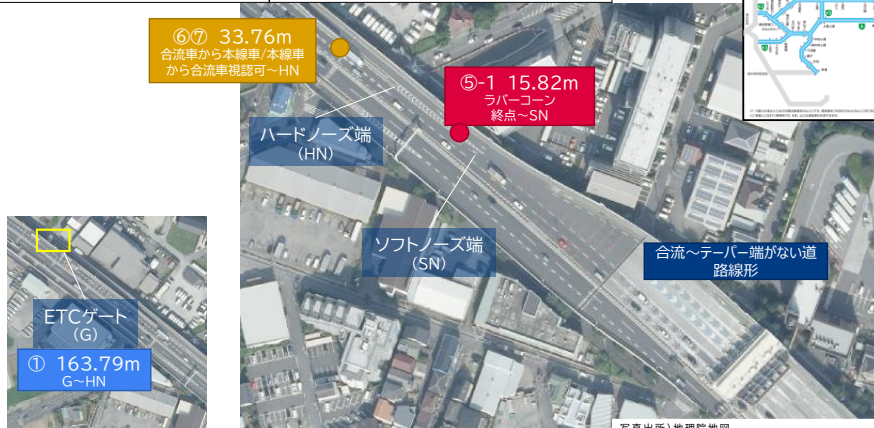 ⑥⑦ 33.76m
合流車から本線車/本線車
から合流車視認可~HN
⑤-1 15.82m
ラバーコーン
終点~SN
ハードノーズ端
(HN)
ソフトノーズ端
(SN)
合流~テーパー端がない道
路線形
ETCゲート
(G)
① 163.79m
G~HN
写真出所)地理院地図